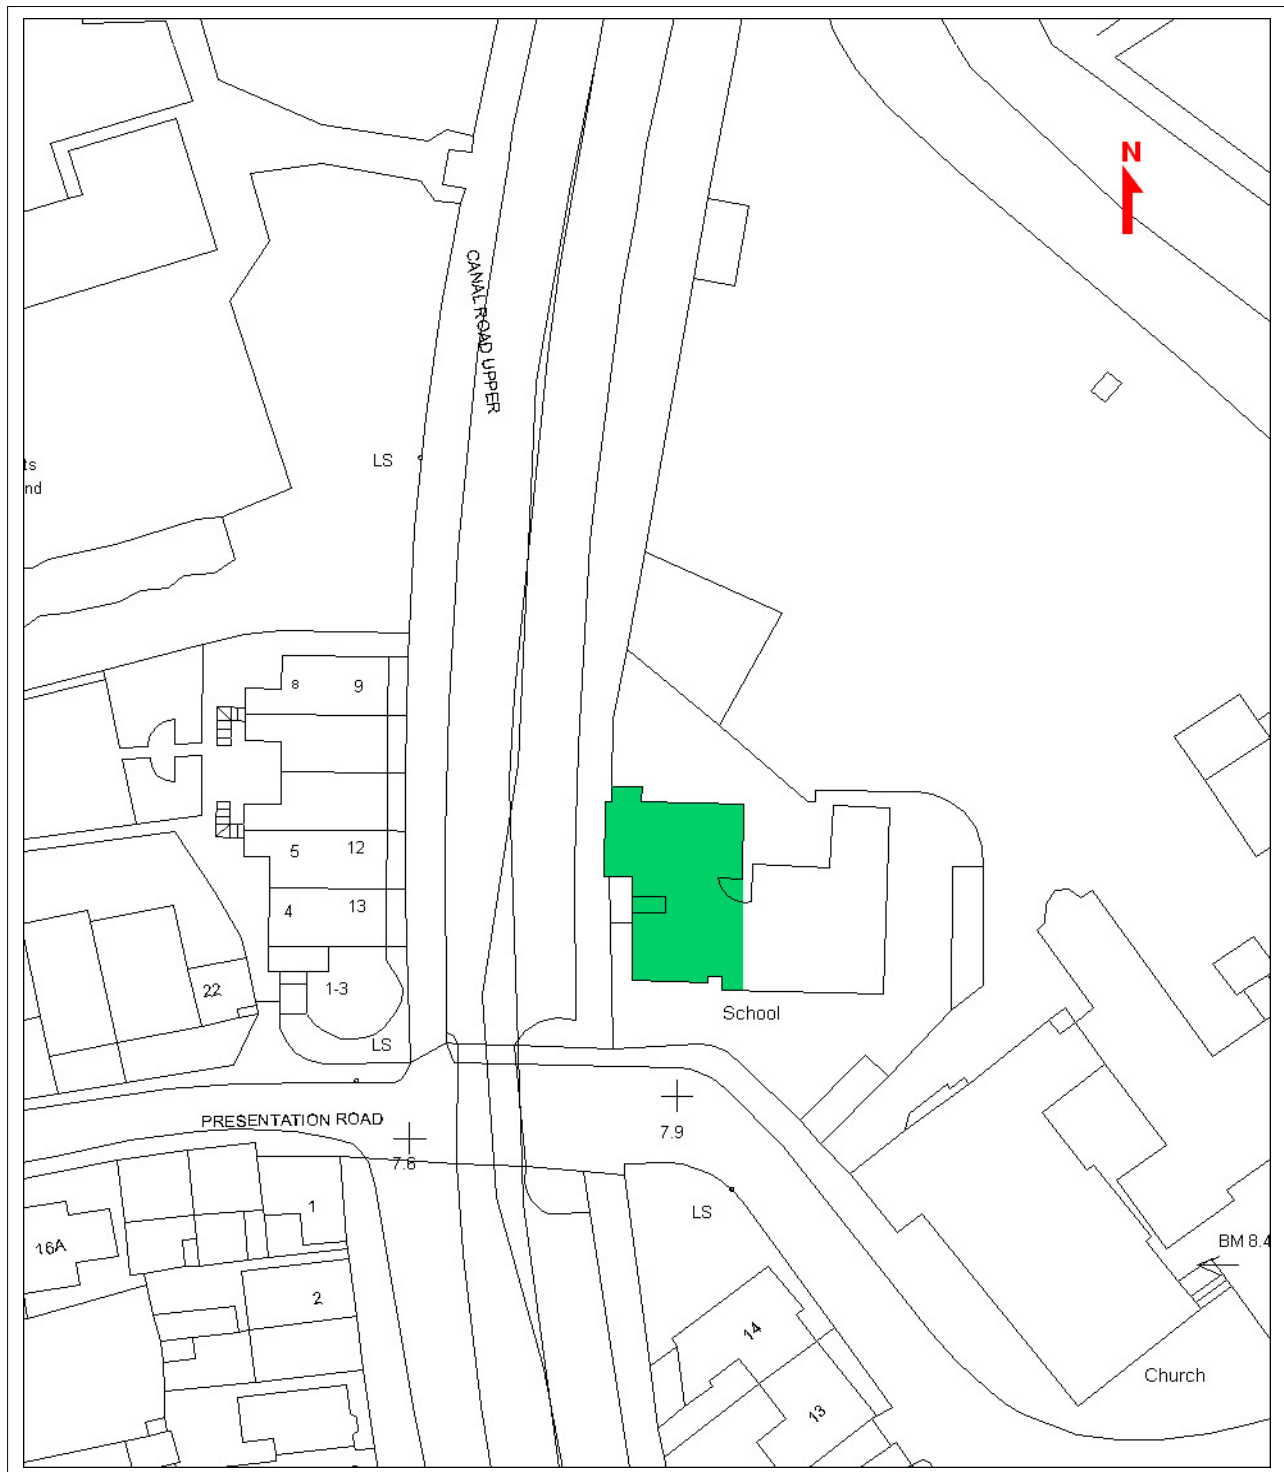 N
CANAL ROAD UPPER
LS
ts
nd
8 9
5 12
4 13
22
1-3
School
LS
PRESENTATION ROAD
7.9
7.6
1
LS
16A
BM 8.4
2
14
Church
13